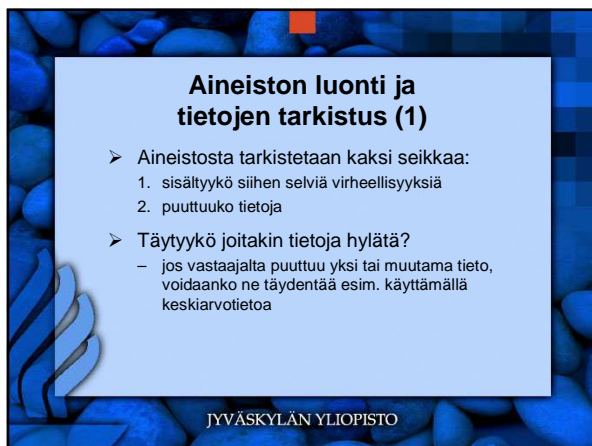 Aineiston luonti ja
tietojen tarkistus (1)
➢ Aineistosta tarkistetaan kaksi seikkaa:
1. sisältyykö siihen selviä virheellisyyksiä
2. puuttuuko tietoja
➢ Täytyykö joitakin tietoja hylätä?
– jos vastaajalta puuttuu yksi tai muutama tieto,
voidaanko ne täydentää esim. käyttämällä
keskiarvotietoa
JYVÄSKYLÄN YLIOPISTO